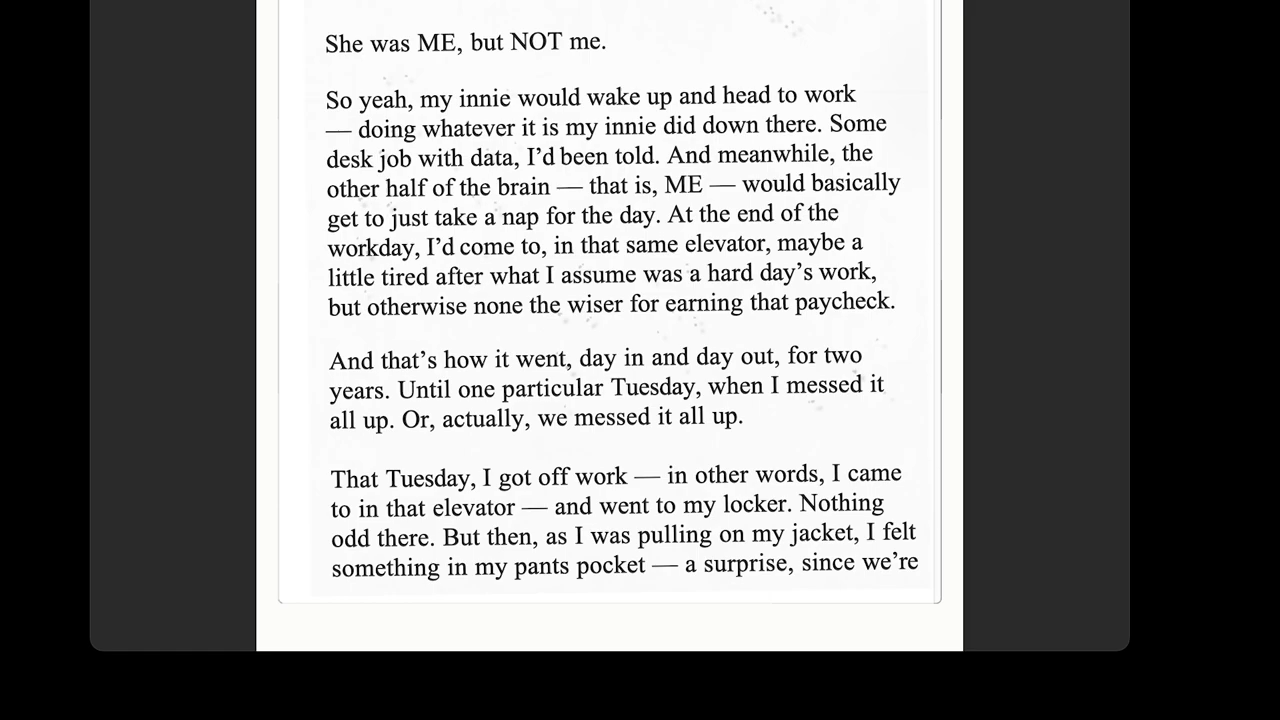 She was ME, but NOT me.
So yeah, my innie would wake up and head to work
— doing whatever it is my innie did down there. Some
desk job with data, I’d been told. And meanwhile, the
other half of the brain — that is, ME — would basically
get to just take a nap for the day. At the end of the
workday, I’d come to, in that same elevator, maybe a
little tired after what I assume was a hard day’s work,
but otherwise none the wiser for earning that paycheck.
And that’s how it went, day in and day out, for two
years. Until one particular Tuesday, when I messed it
all up. Or, actually, we messed it all up.
That Tuesday, I got off work — in other words, I came
to in that elevator — and went to my locker. Nothing
odd there. But then, as I was pulling on my jacket, I felt
something in my pants pocket — a surprise, since we’re